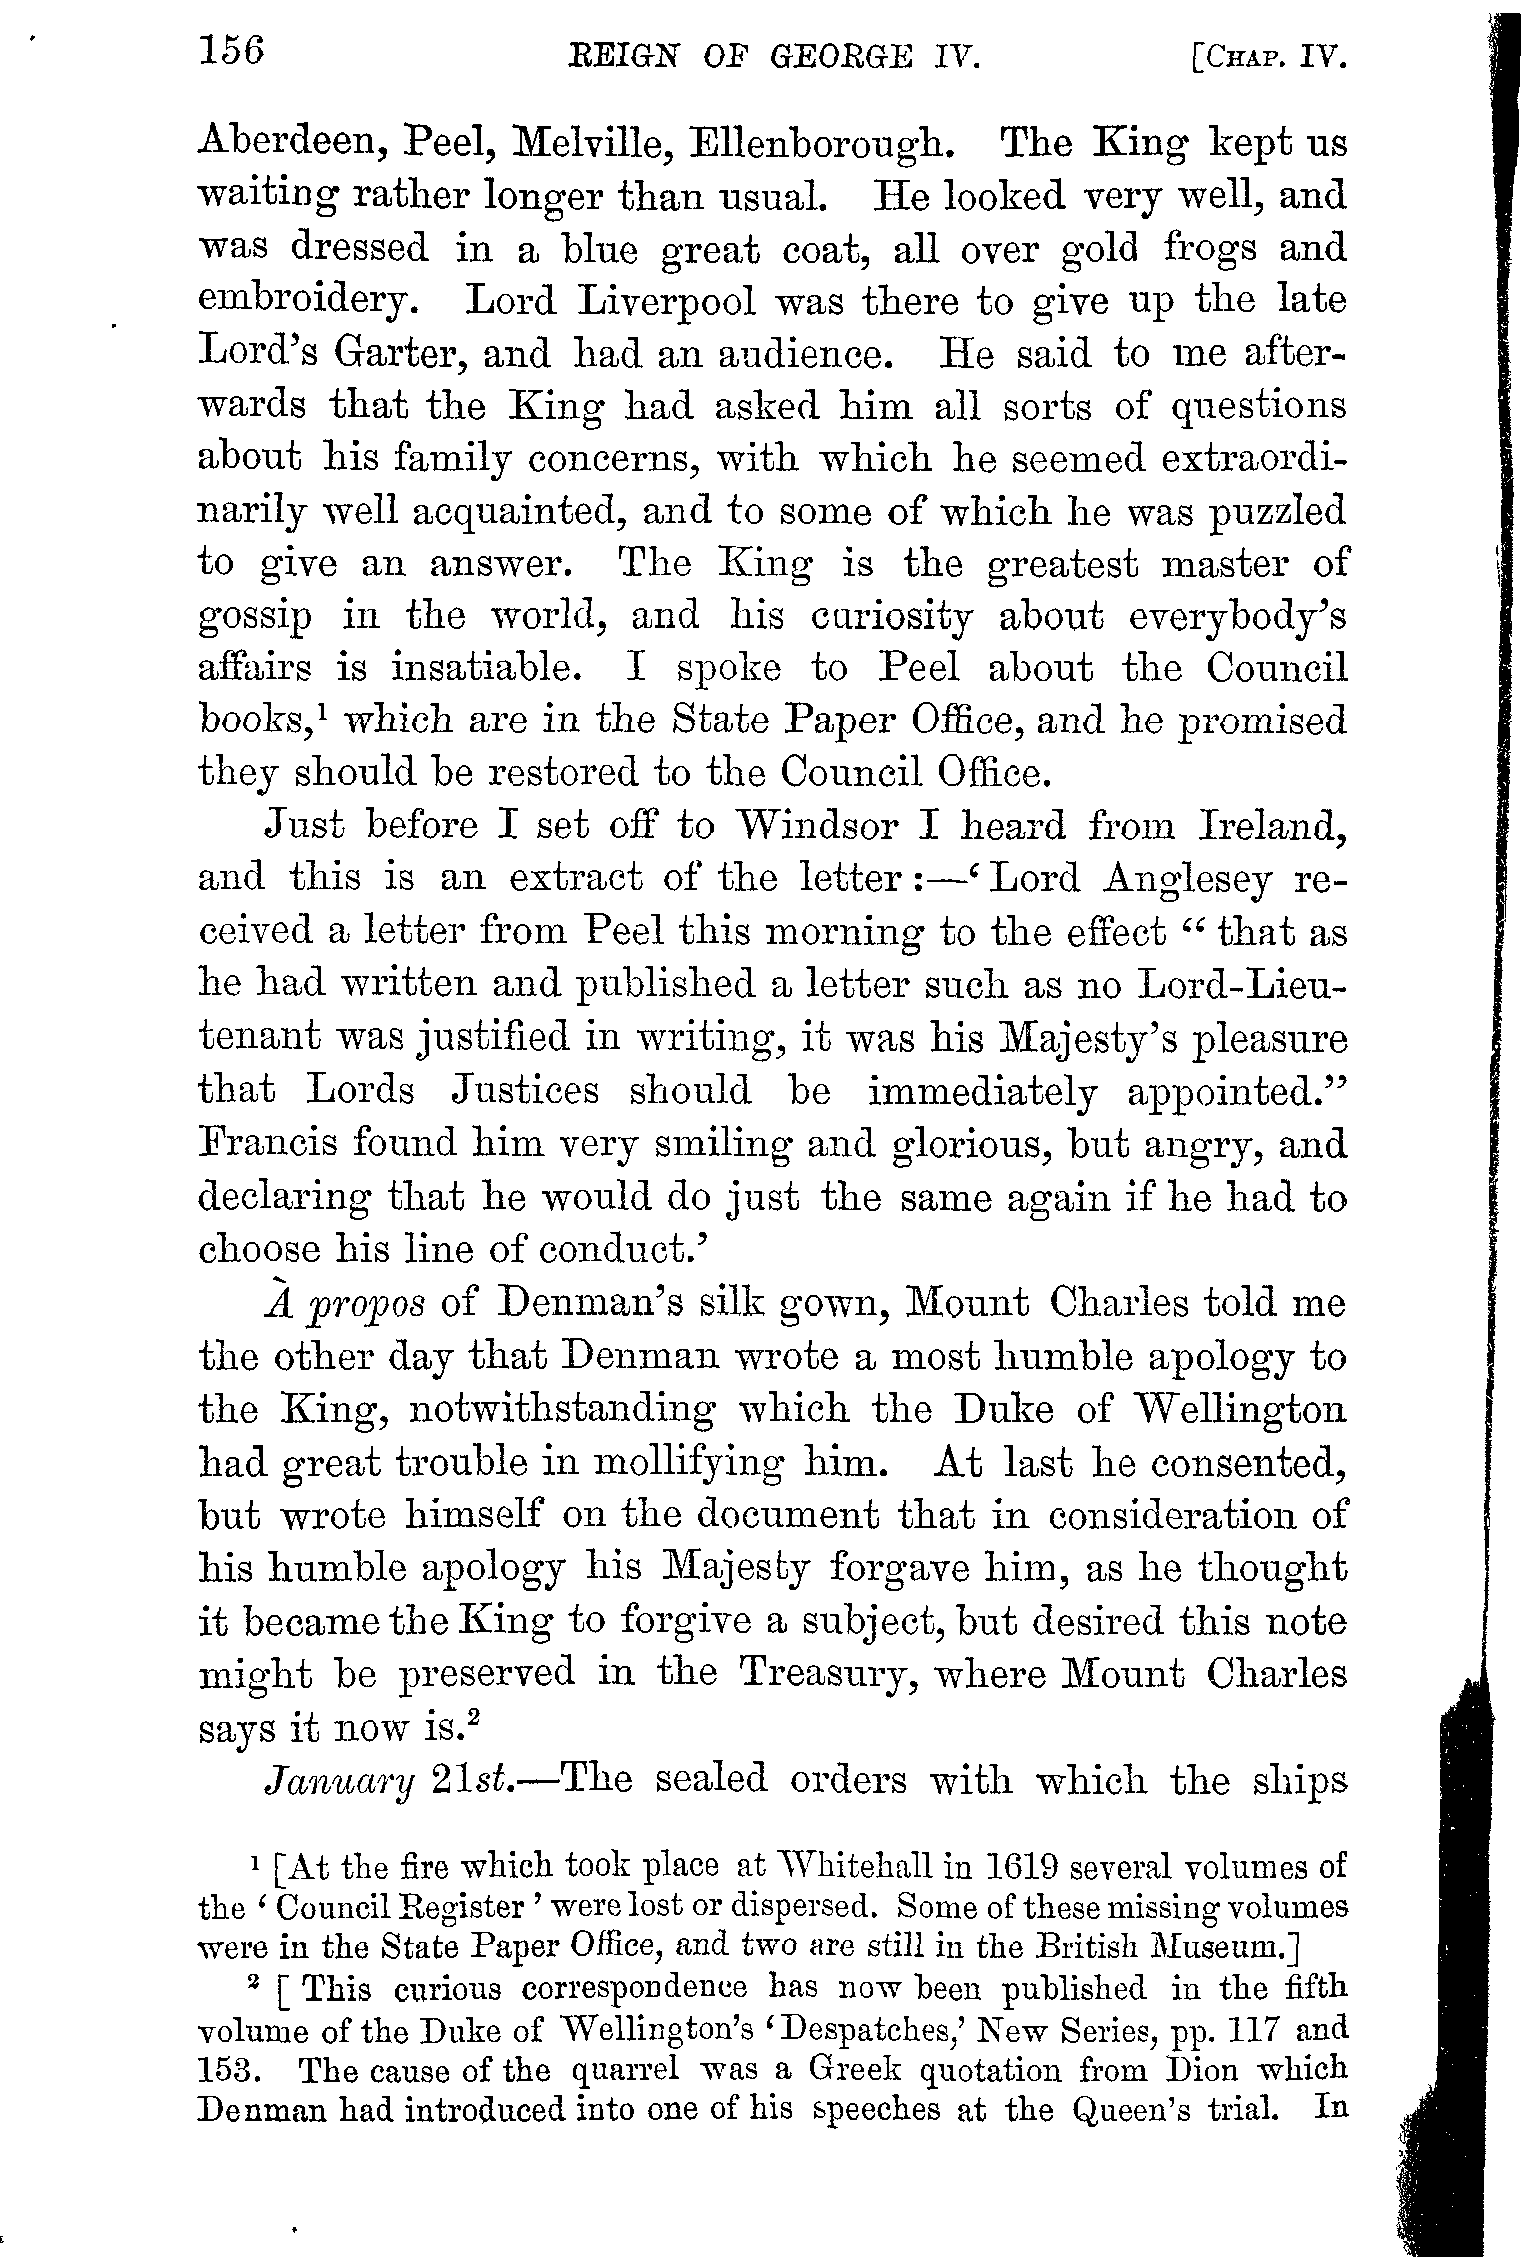 156 REIGN OF GEORGE IV. [CHAP. IV.
Aberdeen, Peel, Melville, Ellenborough. The King kept us
waiting rather longer than usual. He looked very well, and
was dressed in a blue great coat, all over gold frogs and
embroidery. Lord Liverpool was there to give up the late
Lord's Garter, and had an audience. He said to me after-
wards that the King had asked him all sorts of questions
about his family concerns, with which he seemed extraordi-
narily well acquainted, and to some of which he was puzzled
to give an answer. The King is the greatest master of
gossip in the world, and his curiosity about everybody's
affairs is insatiable. I spoke to Peel about the Council
books,¹ which are in the State Paper Office, and he promised
they should be restored to the Council Office.
Just before I set off to Windsor I heard from Ireland,
and this is an extract of the letter:—‘Lord Anglesey re-
ceived a letter from Peel this morning to the effect “that as
he had written and published a letter such as no Lord-Lieu-
tenant was justified in writing, it was his Majesty's pleasure
that Lords Justices should be immediately appointed.”
Francis found him very smiling and glorious, but angry, and
declaring that he would do just the same again if he had to
choose his line of conduct.’
À propos of Denman's silk gown, Mount Charles told me
the other day that Denman wrote a most humble apology to
the King, notwithstanding which the Duke of Wellington
had great trouble in mollifying him. At last he consented,
but wrote himself on the document that in consideration of
his humble apology his Majesty forgave him, as he thought
it became the King to forgive a subject, but desired this note
might be preserved in the Treasury, where Mount Charles
says it now is.²
January 21st.—The sealed orders with which the ships
¹ [At the fire which took place at Whitehall in 1619 several volumes of
the ‘Council Register’ were lost or dispersed. Some of these missing volumes
were in the State Paper Office, and two are still in the British Museum.]
² [This curious correspondence has now been published in the fifth
volume of the Duke of Wellington's ‘Despatches,’ New Series, pp. 117 and
153. The cause of the quarrel was a Greek quotation from Dion which
Denman had introduced into one of his speeches at the Queen's trial. In